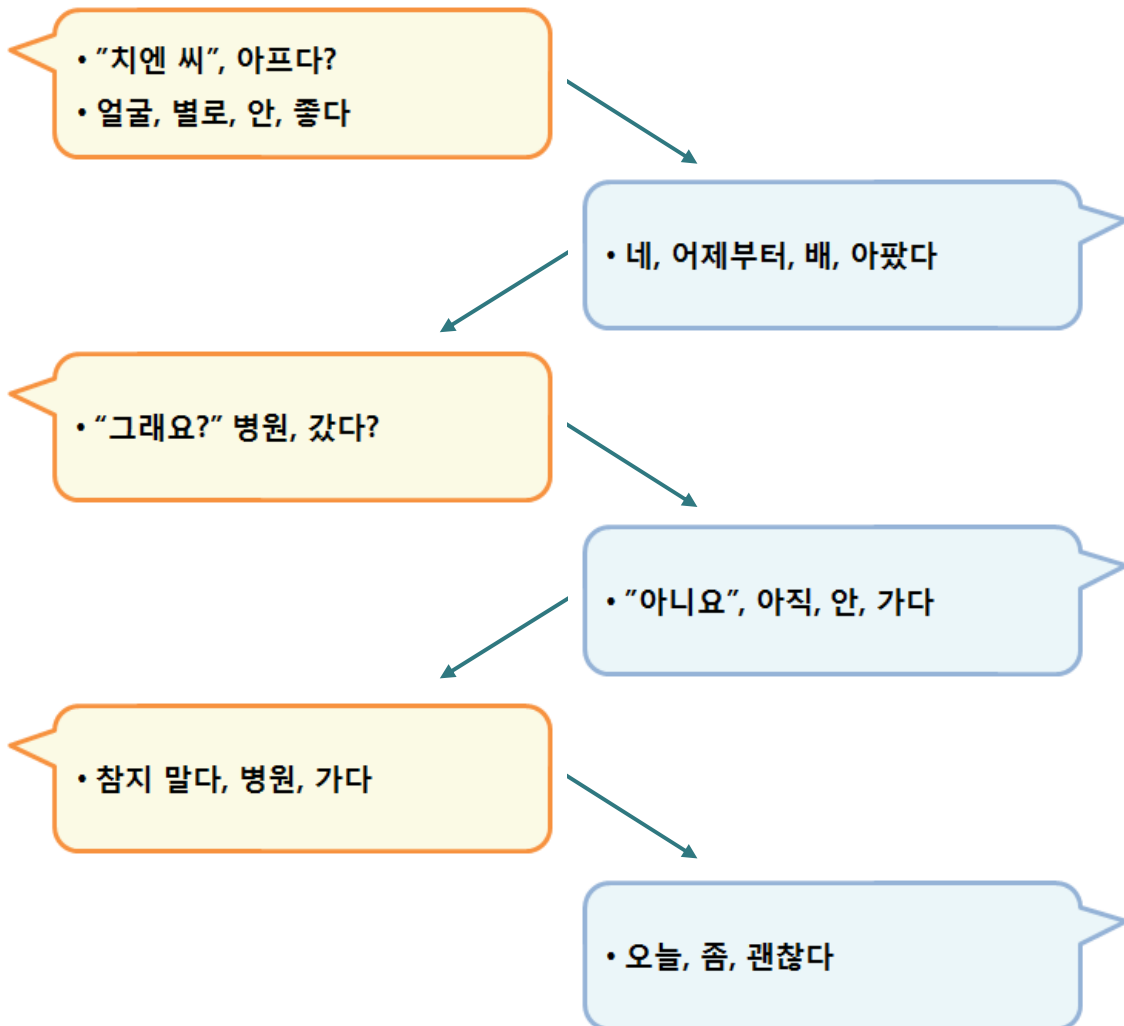 • ”치엔 씨”, 아프다?
• 얼굴, 별로, 안, 좋다
• 네, 어제부터, 배, 아팠다
• “그래요?” 병원, 갔다?
• ”아니요”, 아직, 안, 가다
• 참지 말다, 병원, 가다
• 오늘, 좀, 괜찮다